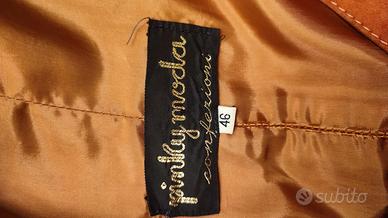 pinky moda
confezioni
46
subito